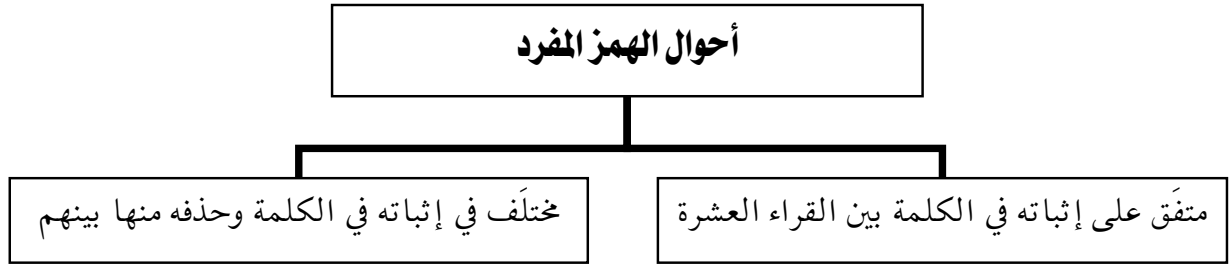 أحوال الهمز المفرد
متفَق على إثباته في الكلمة بين القراء العشرة
مختلَف في إثباته في الكلمة وحذفه منها بينهم